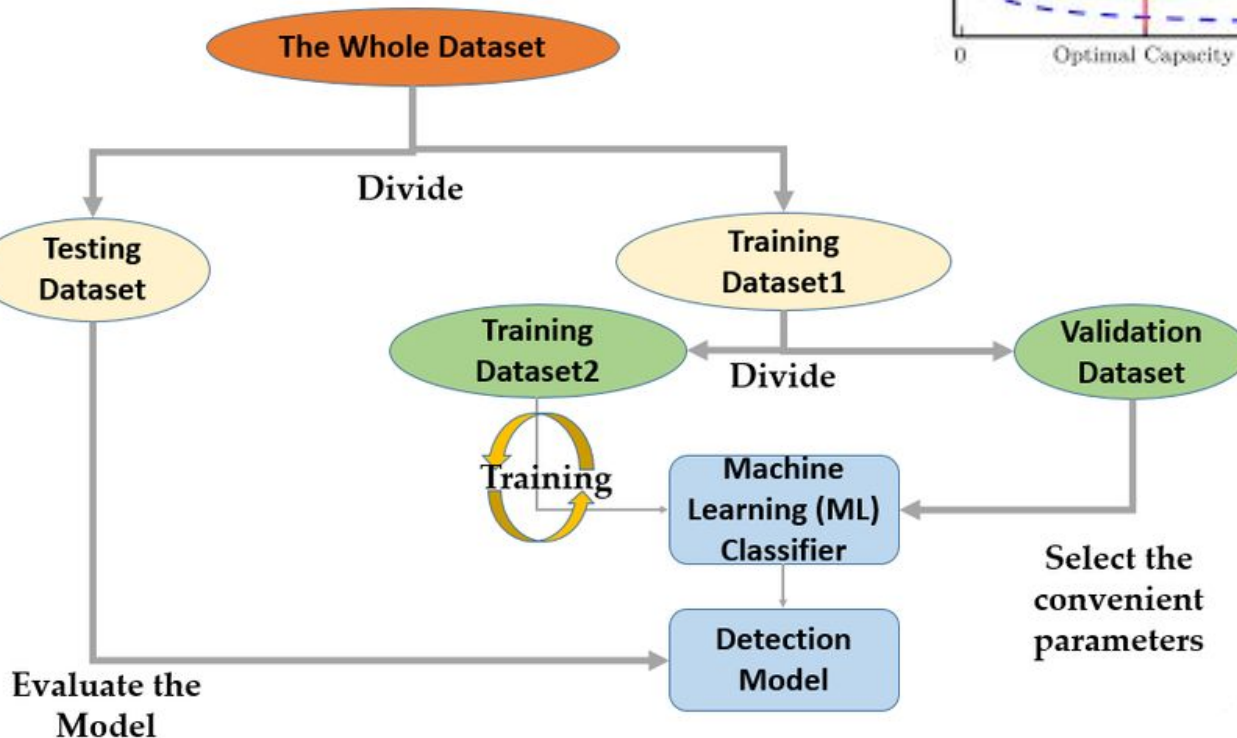 The Whole Dataset
0
Optimal Capacity
Divide
Testing
Dataset
Training
Dataset1
Training
Dataset2
Divide
Validation
Dataset
Training
Machine
Learning (ML)
Classifier
Select the
convenient
parameters
Detection
Model
Evaluate the
Model